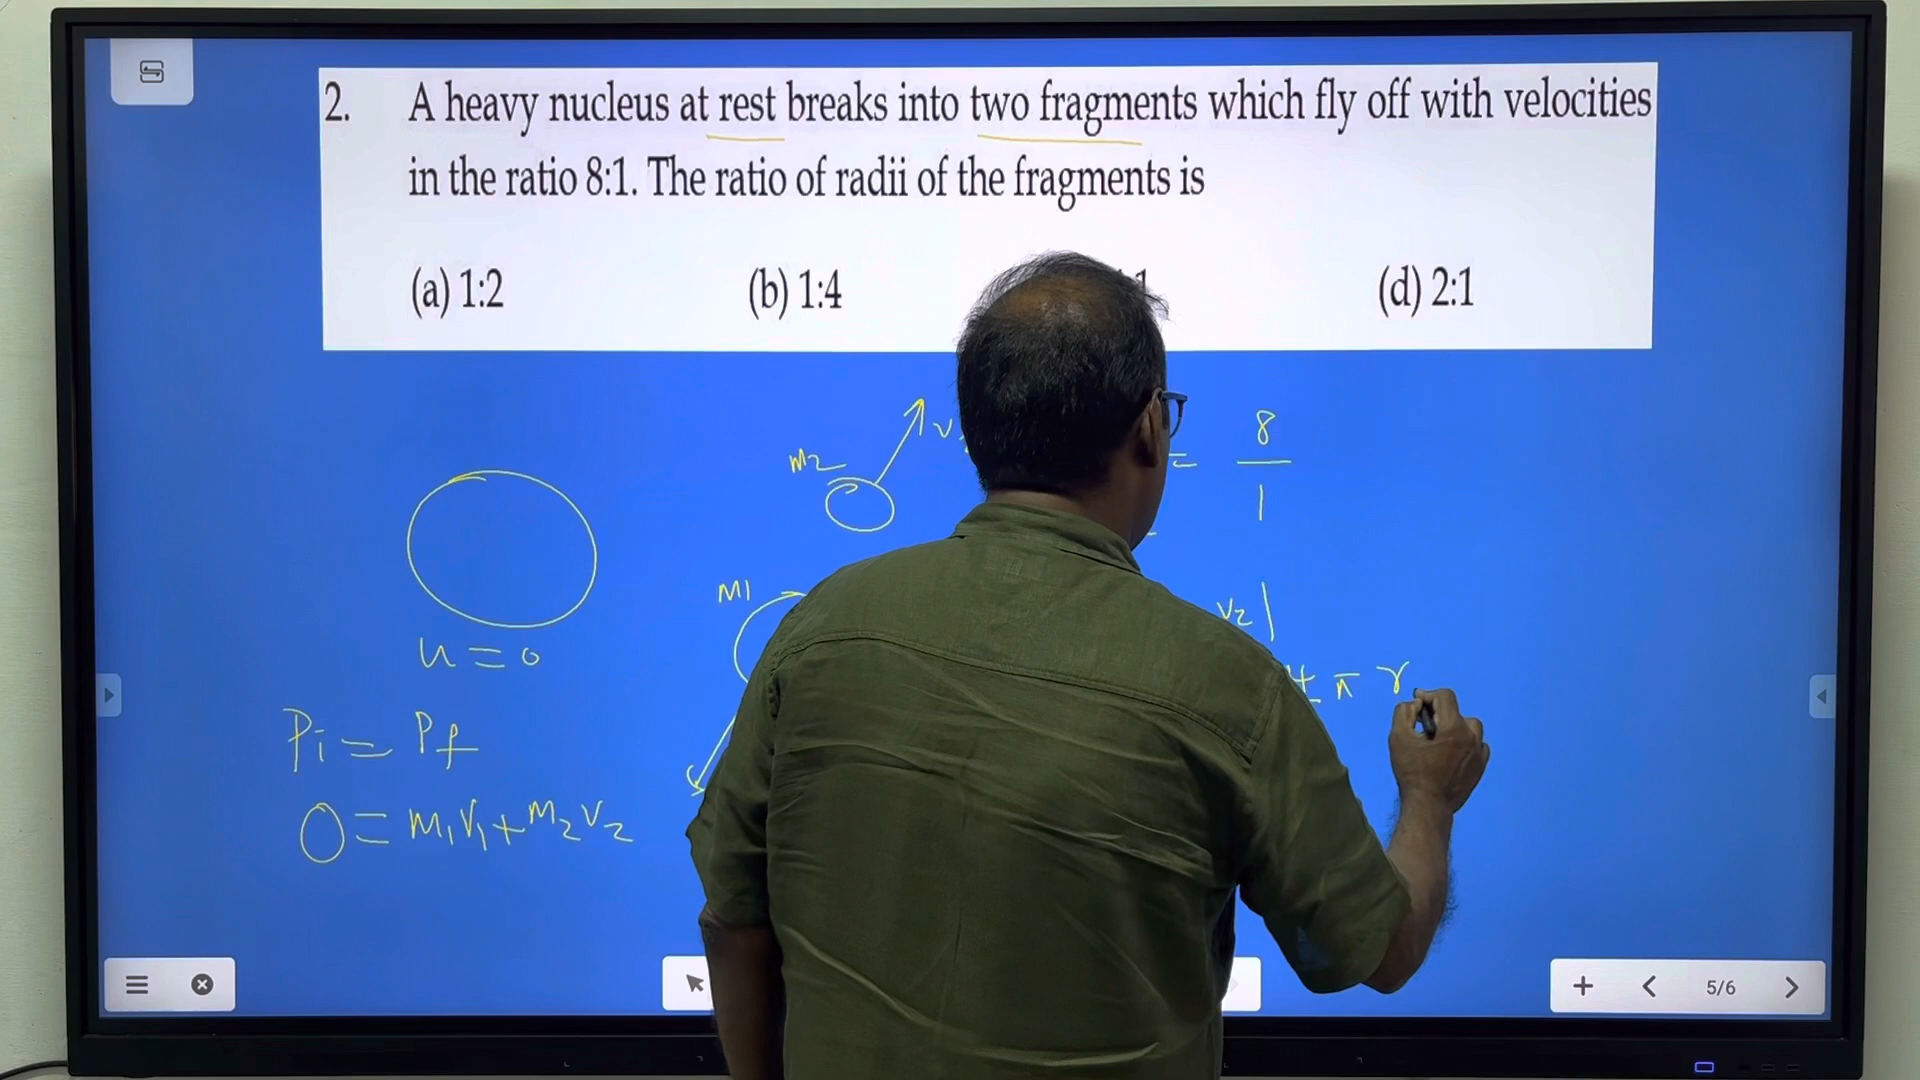 2. A heavy nucleus at rest breaks into two fragments which fly off with velocities
in the ratio 8:1. The ratio of radii of the fragments is
(a) 1:2 (b) 1:4 (d) 2:1
M2 V = 8/1
u = 0
M1
V2|
π r
Pi = Pf
0 = M1V1 + M2V2
5/6